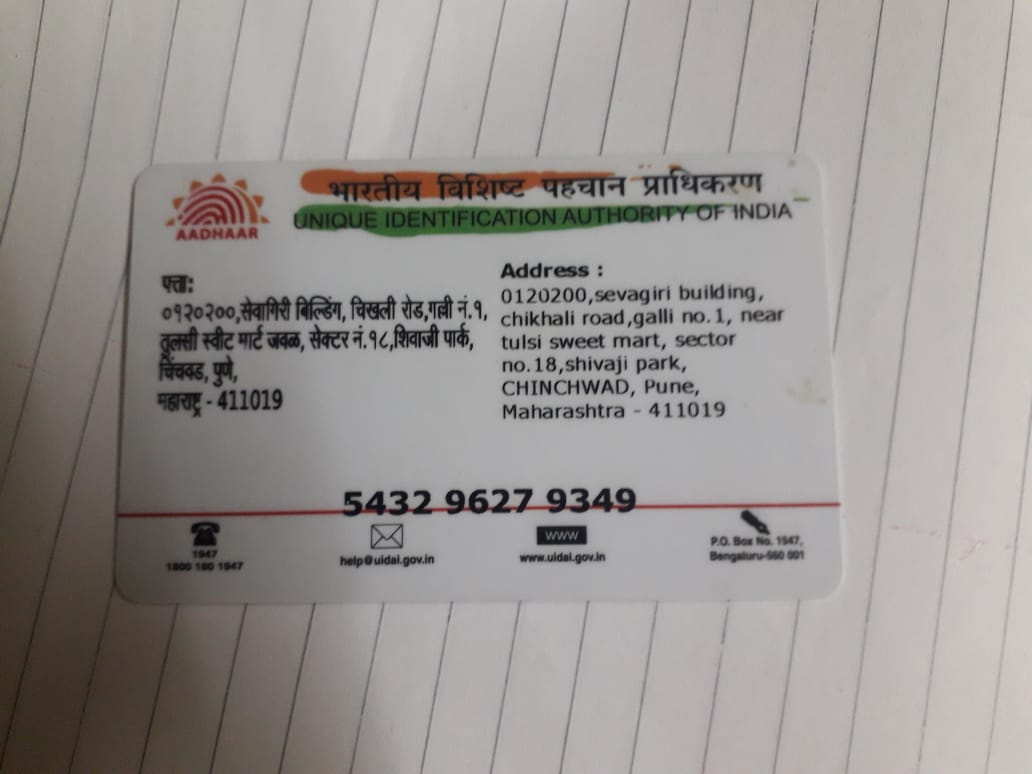 भारतीय विशिष्ट पहचान प्राधिकरण
UNIQUE IDENTIFICATION AUTHORITY OF INDIA
AADHAAR
पत्ता:
०१२०२००,सेवागिरी बिल्डिंग, चिखली रोड,गल्ली नं.१,
तुलसी स्वीट मार्ट जवळ, सेक्टर नं.१८,शिवाजी पार्क,
चिंचवड, पुणे,
महाराष्ट्र - 411019
Address :
0120200,sevagiri building,
chikhali road,galli no.1, near
tulsi sweet mart, sector
no.18,shivaji park,
CHINCHWAD, Pune,
Maharashtra - 411019
5432 9627 9349
1947
1800 180 1947
help@uidai.gov.in
www
www.uidai.gov.in
P.O. Box No. 1947,
Bengaluru-560 001